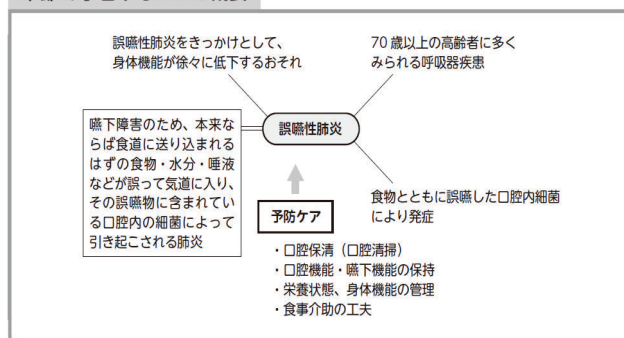 誤嚥性肺炎をきっかけとして、
身体機能が徐々に低下するおそれ
70歳以上の高齢者に多く
みられる呼吸器疾患
誤嚥性肺炎
嚥下障害のため、本来な
らば食道に送り込まれる
はずの食物・水分・唾液
などが誤って気道に入り、
その誤嚥物に含まれてい
る口腔内の細菌によって
引き起こされる肺炎
食物とともに誤嚥した口腔内細菌
により発症
予防ケア
・口腔保清（口腔清掃）
・口腔機能・嚥下機能の保持
・栄養状態、身体機能の管理
・食事介助の工夫